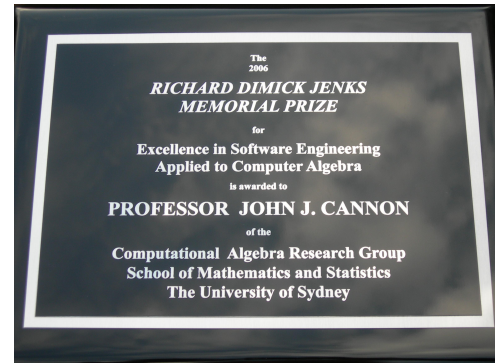 The
2006
RICHARD DIMICK JENKS
MEMORIAL PRIZE
for
Excellence in Software Engineering
Applied to Computer Algebra
is awarded to
PROFESSOR JOHN J. CANNON
of the
Computational Algebra Research Group
School of Mathematics and Statistics
The University of Sydney